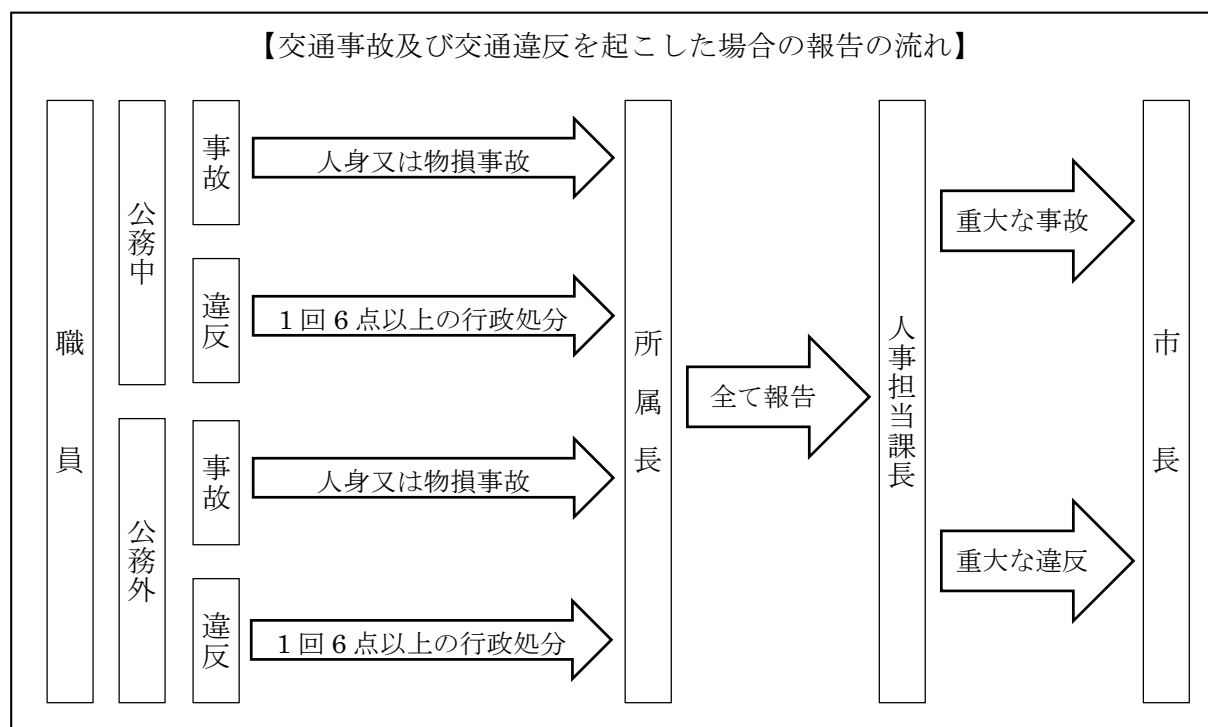 【交通事故及び交通違反を起こした場合の報告の流れ】
職員
公務中
事故
人身又は物損事故
違反
1回6点以上の行政処分
公務外
事故
人身又は物損事故
違反
1回6点以上の行政処分
所属長
全て報告
人事担当課長
重大な事故
重大な違反
市長